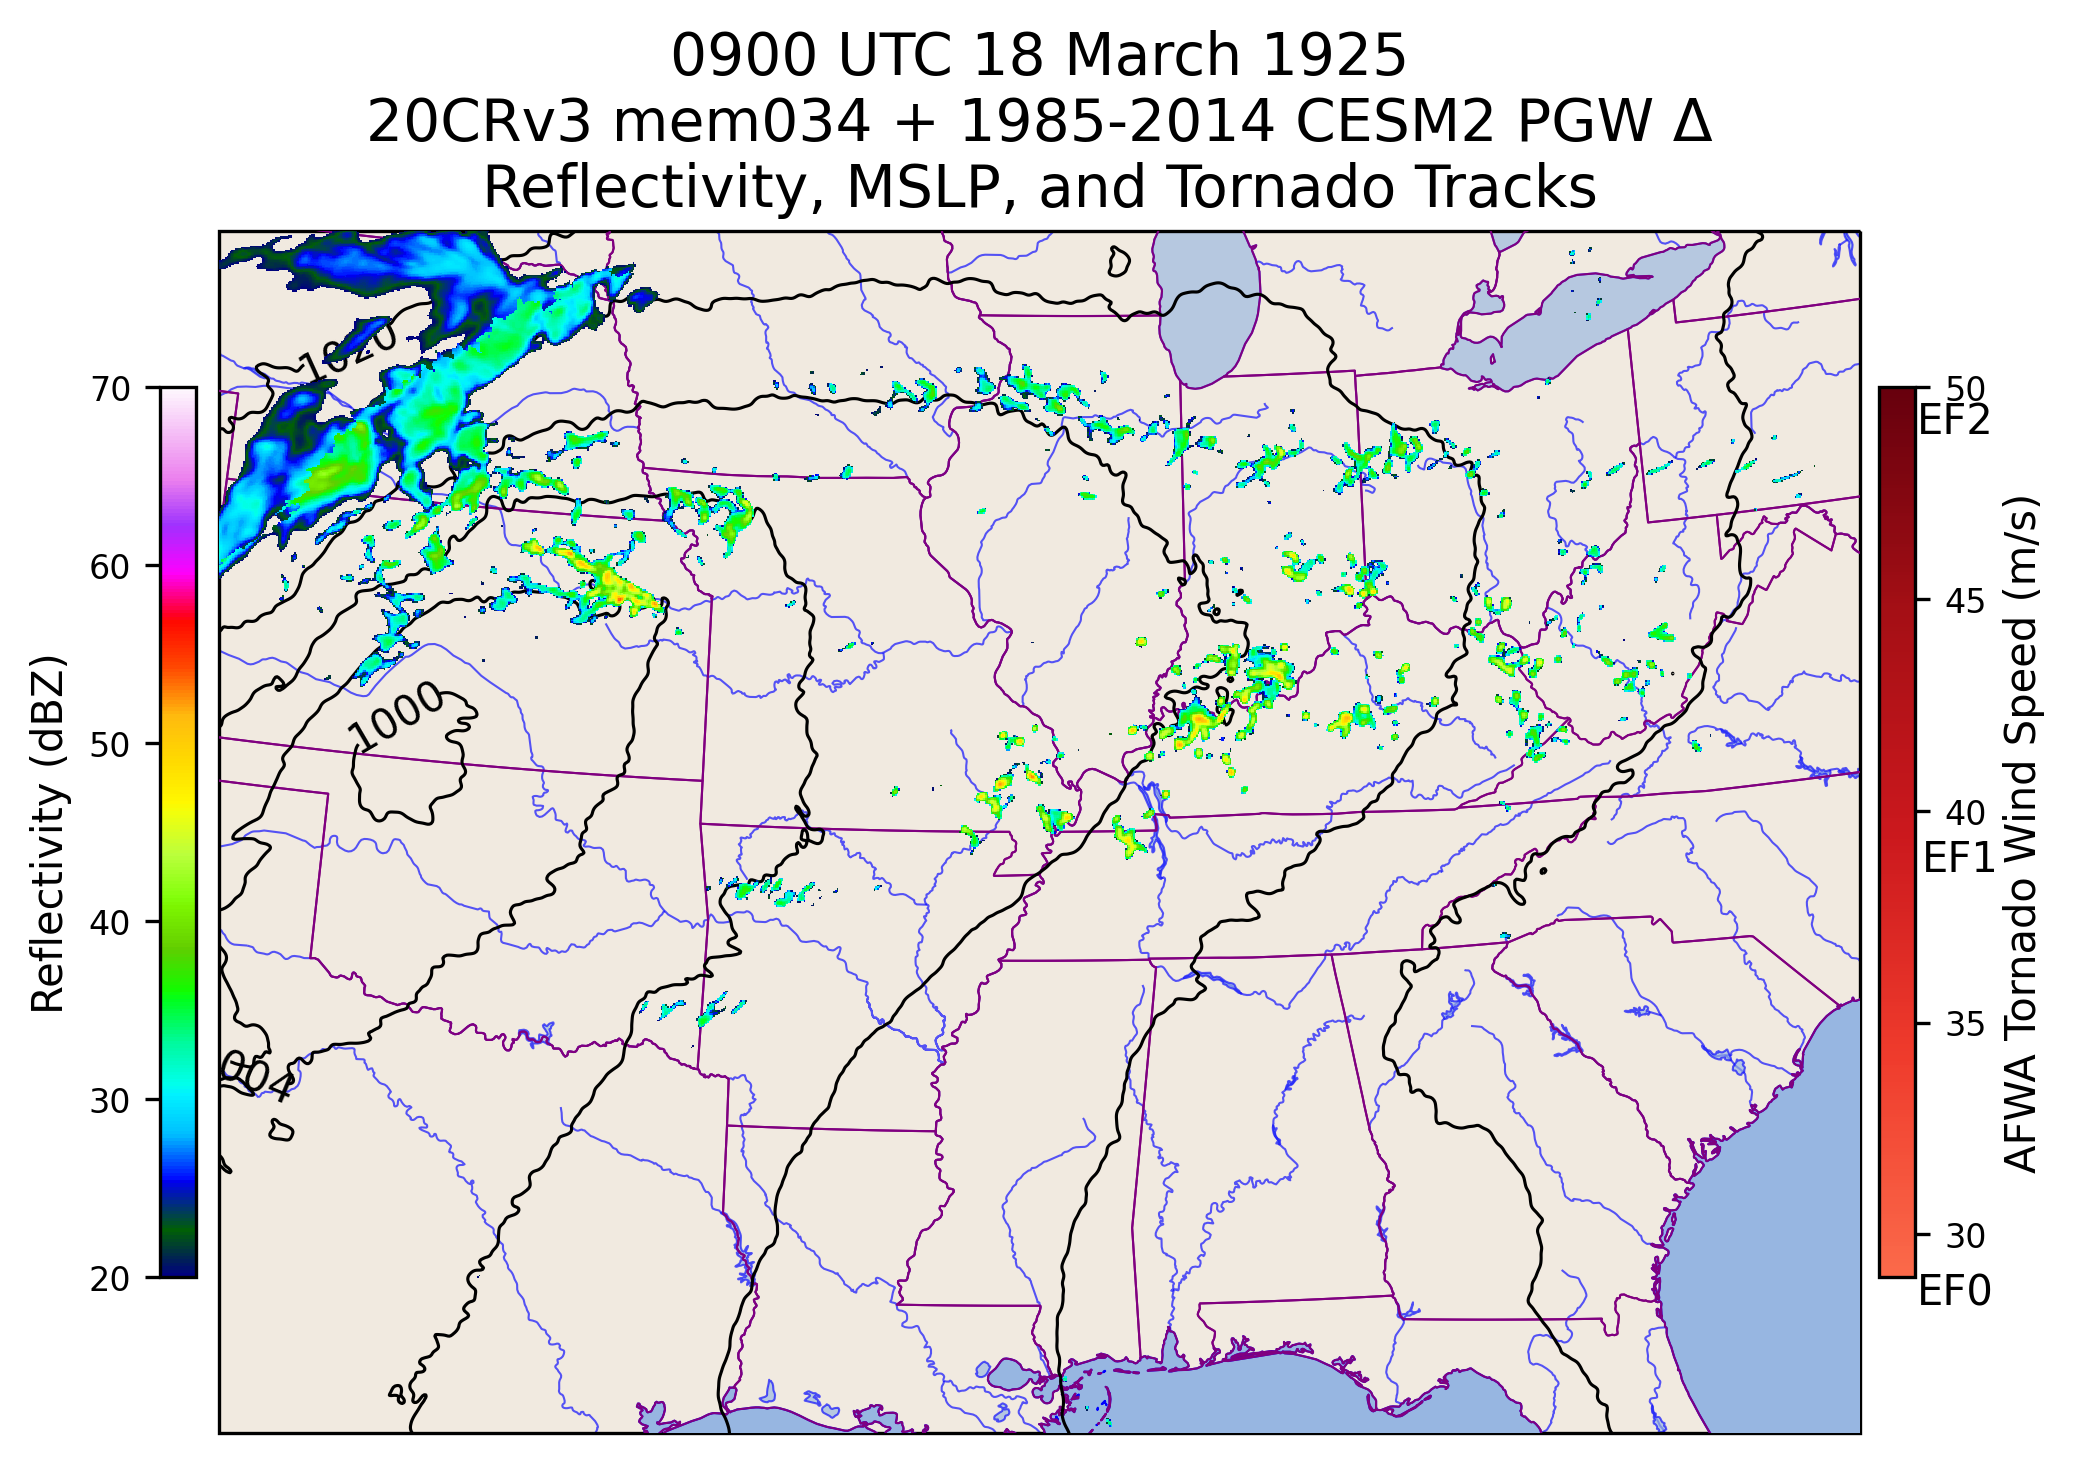 0900 UTC 18 March 1925
20CRv3 mem034 + 1985-2014 CESM2 PGW Δ
Reflectivity, MSLP, and Tornado Tracks
1020
1000
004
70
60
50
40
30
20
Reflectivity (dBZ)
50
EF2
45
40
EF1
35
30
EF0
AFWA Tornado Wind Speed (m/s)